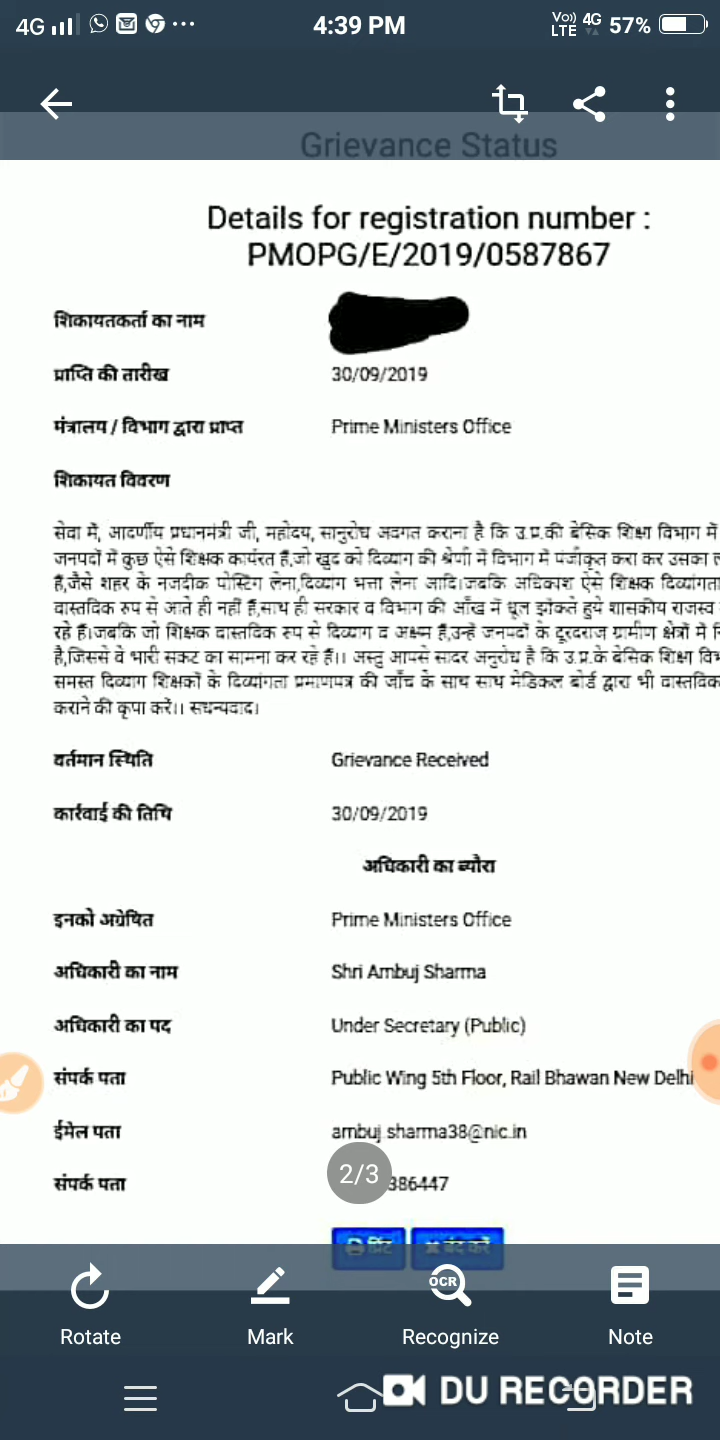 4G
4:39 PM
Vo) LTE 4G 57%
Grievance Status
Details for registration number :
PMOPG/E/2019/0587867
शिकायतकर्ता का नाम
प्राप्ति की तारीख 30/09/2019
मंत्रालय / विभाग द्वारा प्राप्त Prime Ministers Office
शिकायत विवरण
सेवा में, आदर्णीय प्रधानमंत्री जी, महोदय, सानुरोध अवगत कराना है कि उ.प्र.की बेसिक शिक्षा विभाग में
जनपदों में कुछ ऐसे शिक्षक कार्यरत हैं,जो खुद को दिव्यांग की श्रेणी में विभाग में पंजीकृत करा कर उसका
हैं,जैसे शहर के नजदीक पोस्टिंग लेना,दिव्यांग भत्ता लेना आदि।जबकि अधिकांश ऐसे शिक्षक दिव्यांगता
वास्तविक रुप से आते ही नहीं हैं,साथ ही सरकार व विभाग की आँख में धूल झोंकते हुये शासकीय राजस्व
रहे हैं।जबकि जो शिक्षक वास्तविक रूप से दिव्यांग व अक्षम हैं,उन्हें जनपदों के दूरदराज ग्रामीण क्षेत्रों में
है,जिससे वे भारी संकट का सामना कर रहे हैं।। अस्तु आपसे सादर अनुरोध है कि उ.प्र.के बेसिक शिक्षा
समस्त दिव्यांग शिक्षकों के दिव्यांगता प्रमाणपत्र की जाँच के साथ साथ मेडिकल बोर्ड द्वारा भी वास्तविक
कराने की कृपा करें।। सधन्यवाद।
वर्तमान स्थिति Grievance Received
कार्रवाई की तिथि 30/09/2019
अधिकारी का ब्यौरा
इनको अग्रेषित Prime Ministers Office
अधिकारी का नाम Shri Ambuj Sharma
अधिकारी का पद Under Secretary (Public)
संपर्क पता Public Wing 5th Floor, Rail Bhawan New Delhi
ईमेल पता ambuj.sharma38@nic.in
संपर्क पता 386447
2/3
प्रिंट बंद करें
OCR
Rotate Mark Recognize Note
DU RECORDER